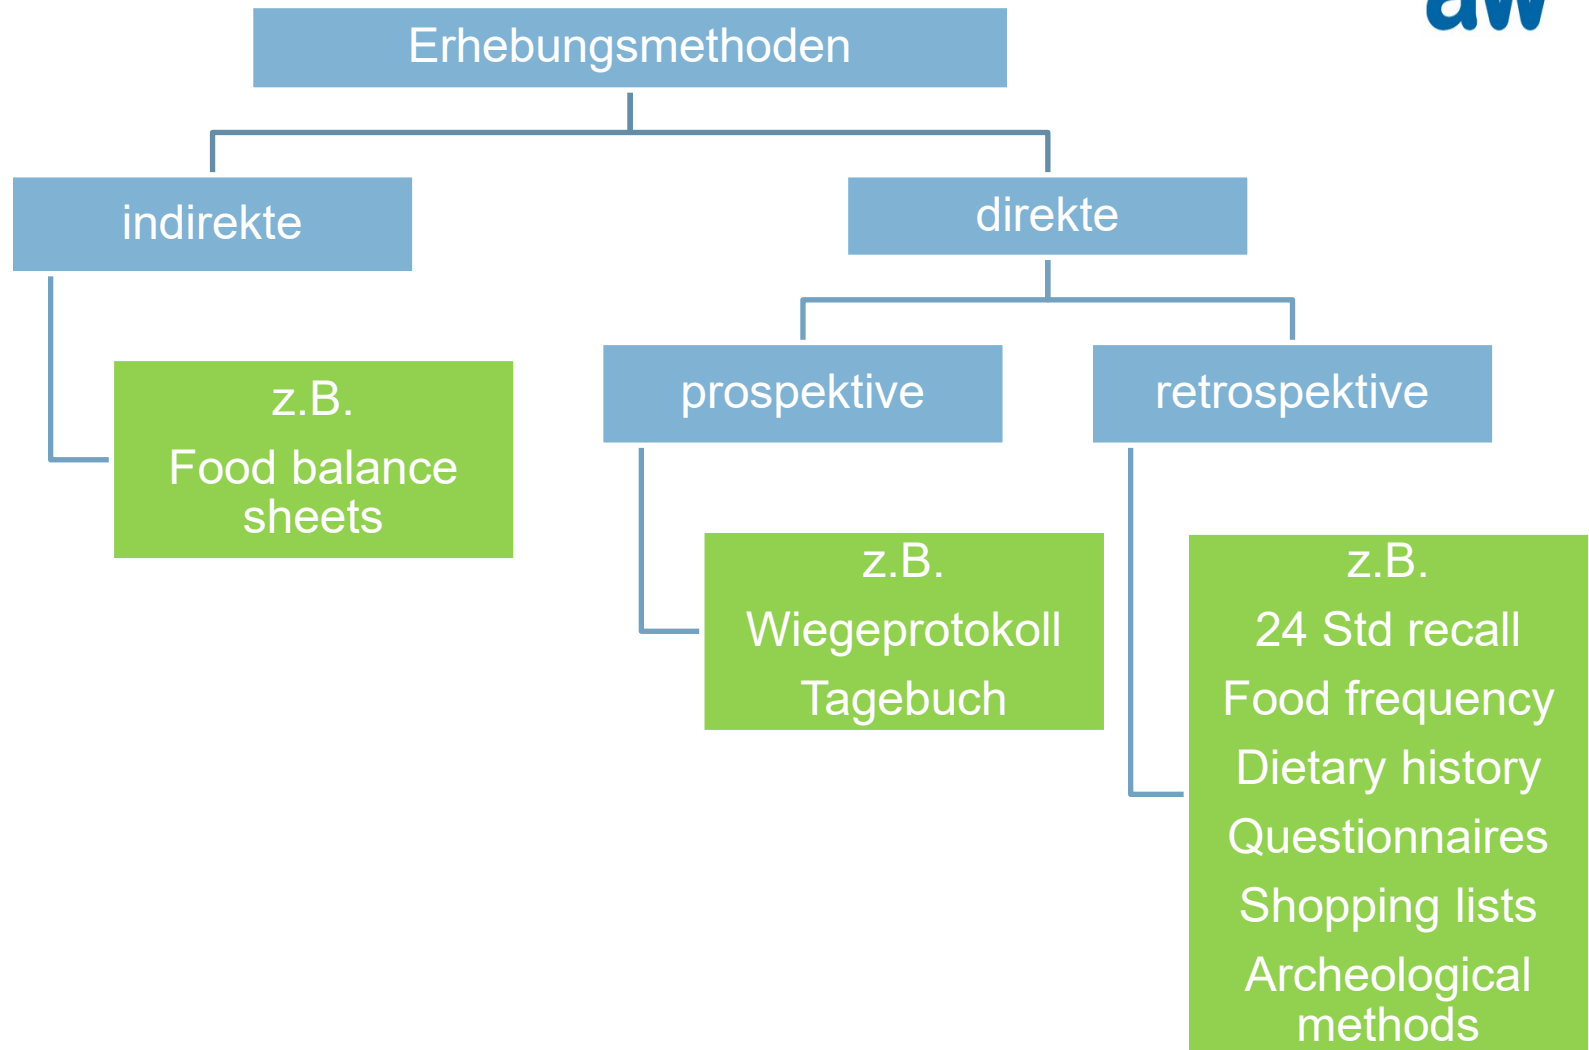 aw
Erhebungsmethoden
indirekte
direkte
prospektive
retrospektive
z.B.
Food balance
sheets
z.B.
Wiegeprotokoll
Tagebuch
z.B.
24 Std recall
Food frequency
Dietary history
Questionnaires
Shopping lists
Archeological
methods